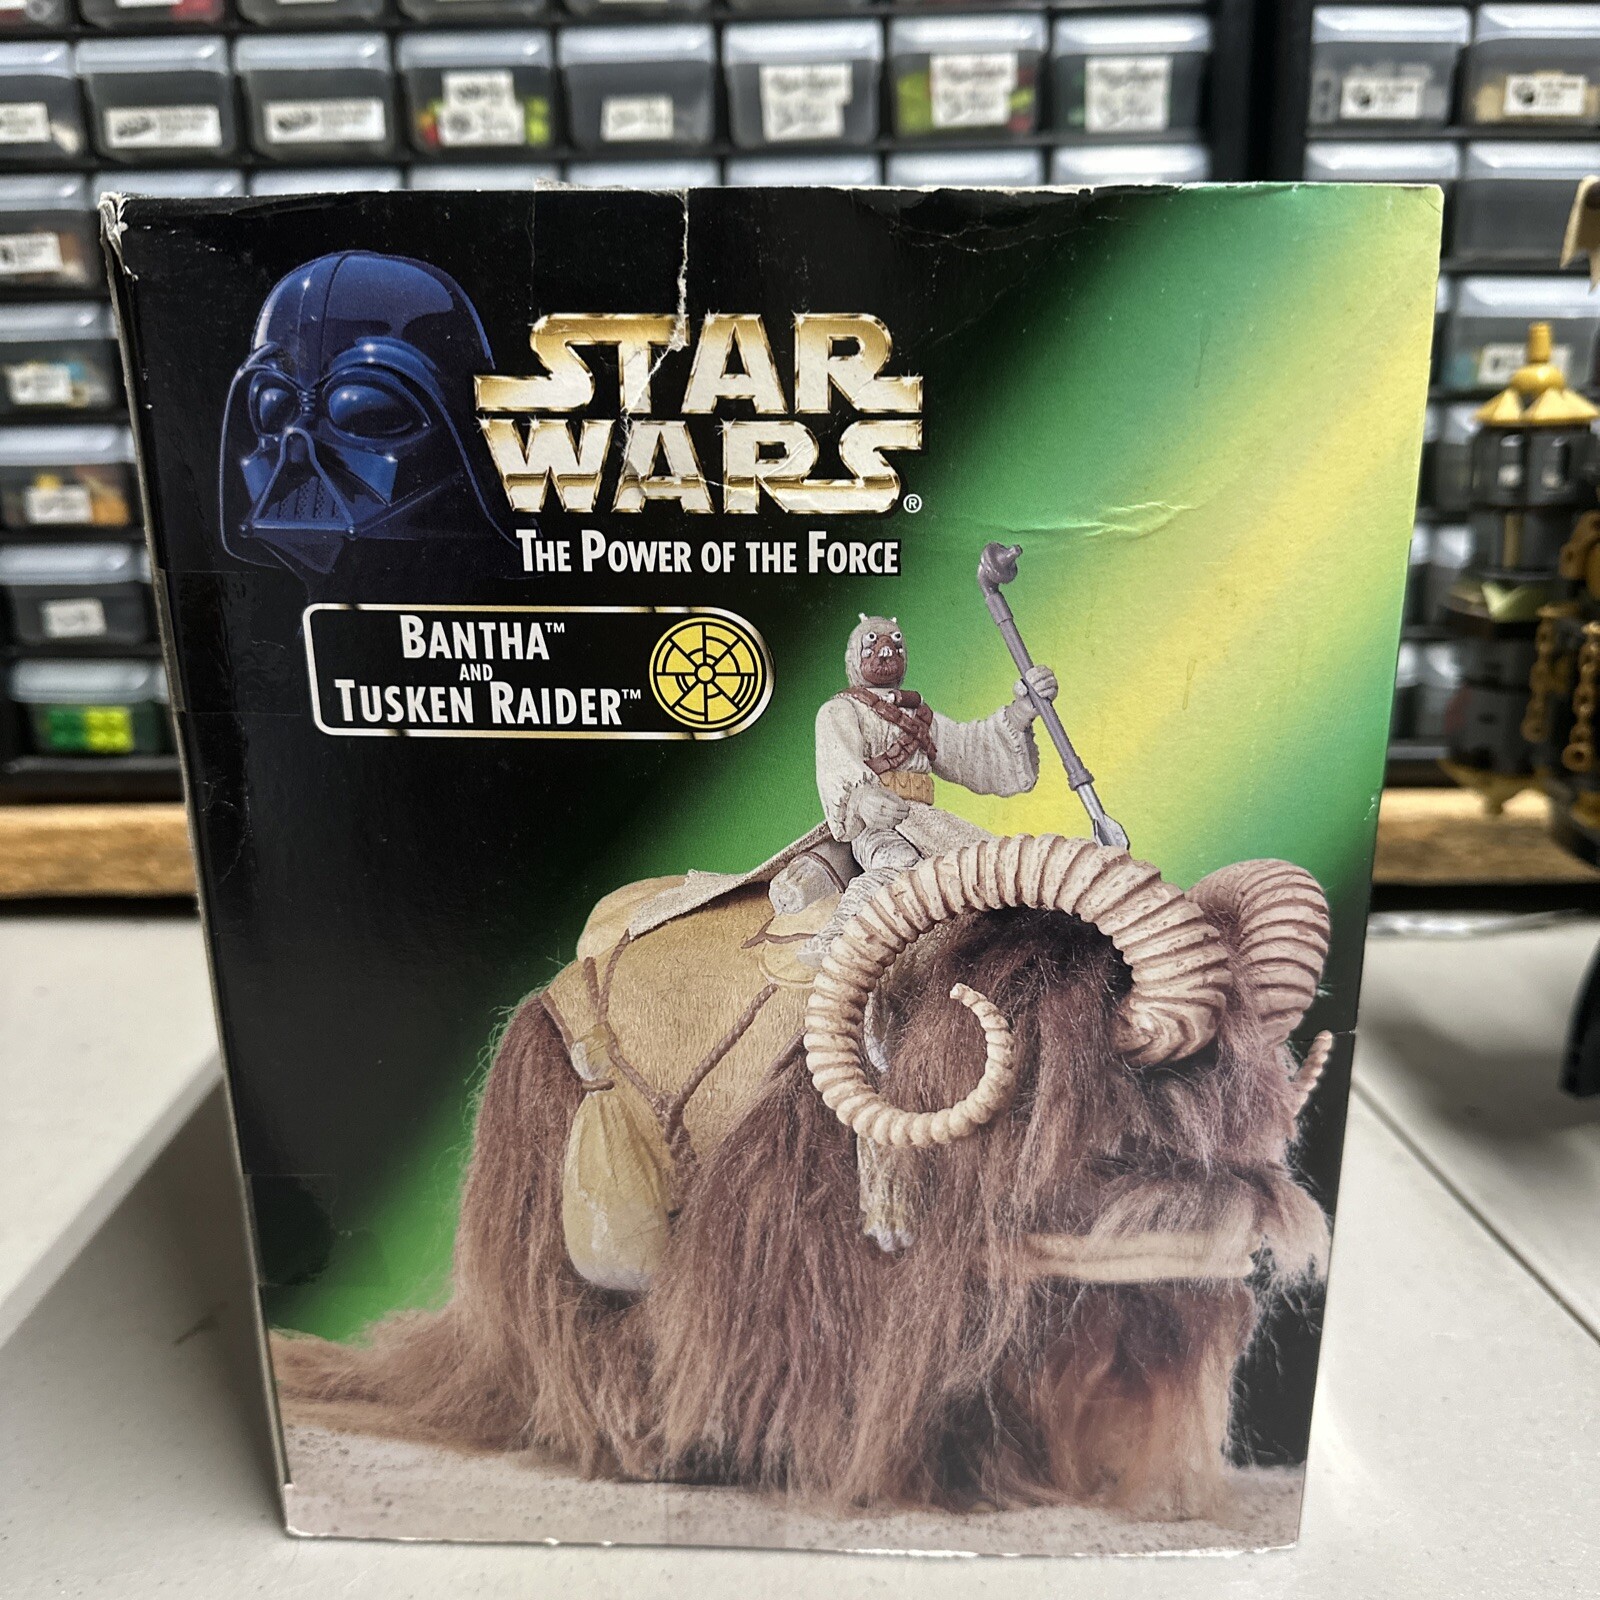 STAR
WARS®
THE POWER OF THE FORCE
BANTHA™
AND
TUSKEN RAIDER™